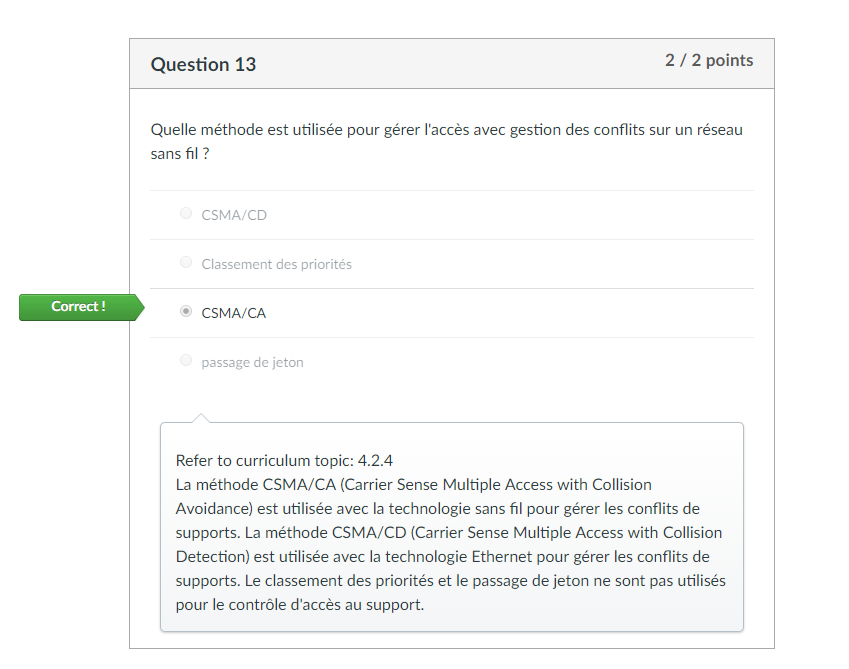 Question 13
2 / 2 points
Quelle méthode est utilisée pour gérer l'accès avec gestion des conflits sur un réseau
sans fil ?
CSMA/CD
Classement des priorités
Correct !
CSMA/CA
passage de jeton
Refer to curriculum topic: 4.2.4
La méthode CSMA/CA (Carrier Sense Multiple Access with Collision
Avoidance) est utilisée avec la technologie sans fil pour gérer les conflits de
supports. La méthode CSMA/CD (Carrier Sense Multiple Access with Collision
Detection) est utilisée avec la technologie Ethernet pour gérer les conflits de
supports. Le classement des priorités et le passage de jeton ne sont pas utilisés
pour le contrôle d'accès au support.